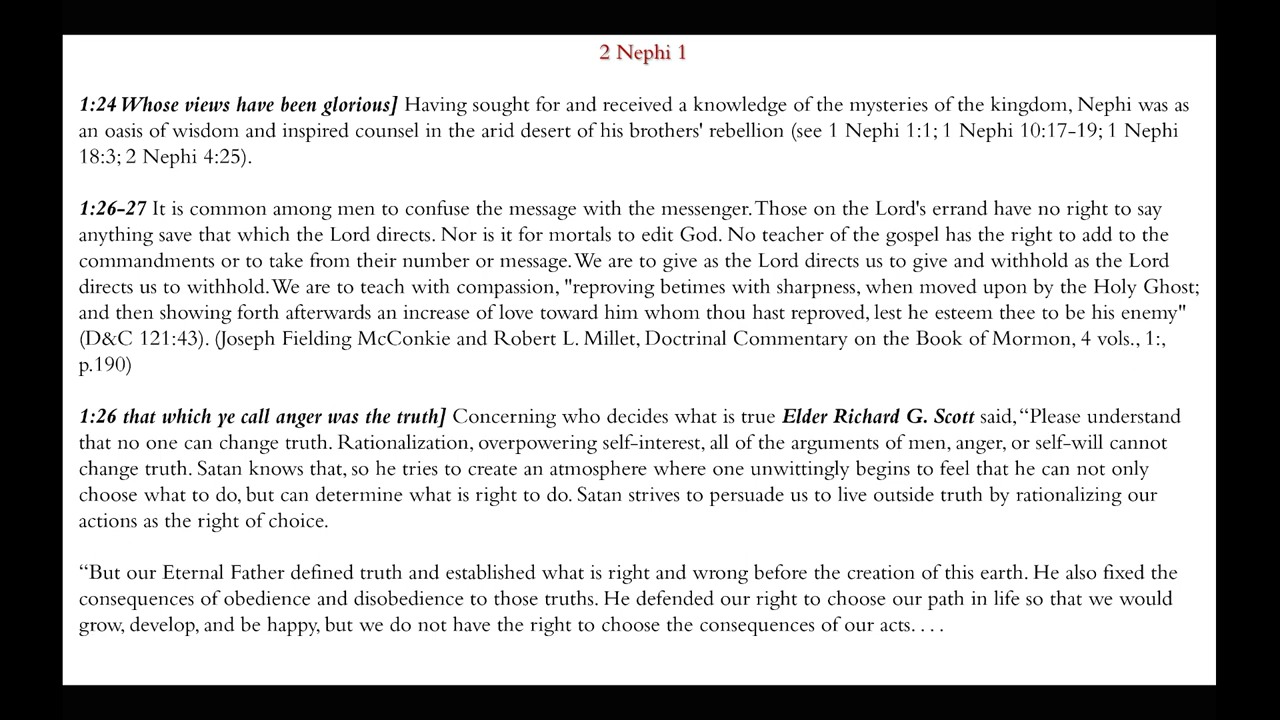 2 Nephi 1
1:24 Whose views have been glorious] Having sought for and received a knowledge of the mysteries of the kingdom, Nephi was as
an oasis of wisdom and inspired counsel in the arid desert of his brothers' rebellion (see 1 Nephi 1:1; 1 Nephi 10:17-19; 1 Nephi
18:3; 2 Nephi 4:25).
1:26-27 It is common among men to confuse the message with the messenger. Those on the Lord's errand have no right to say
anything save that which the Lord directs. Nor is it for mortals to edit God. No teacher of the gospel has the right to add to the
commandments or to take from their number or message. We are to give as the Lord directs us to give and withhold as the Lord
directs us to withhold. We are to teach with compassion, "reproving betimes with sharpness, when moved upon by the Holy Ghost;
and then showing forth afterwards an increase of love toward him whom thou hast reproved, lest he esteem thee to be his enemy"
(D&C 121:43). (Joseph Fielding McConkie and Robert L. Millet, Doctrinal Commentary on the Book of Mormon, 4 vols., 1:,
p.190)
1:26 that which ye call anger was the truth] Concerning who decides what is true Elder Richard G. Scott said, “Please understand
that no one can change truth. Rationalization, overpowering self-interest, all of the arguments of men, anger, or self-will cannot
change truth. Satan knows that, so he tries to create an atmosphere where one unwittingly begins to feel that he can not only
choose what to do, but can determine what is right to do. Satan strives to persuade us to live outside truth by rationalizing our
actions as the right of choice.
“But our Eternal Father defined truth and established what is right and wrong before the creation of this earth. He also fixed the
consequences of obedience and disobedience to those truths. He defended our right to choose our path in life so that we would
grow, develop, and be happy, but we do not have the right to choose the consequences of our acts. . . .